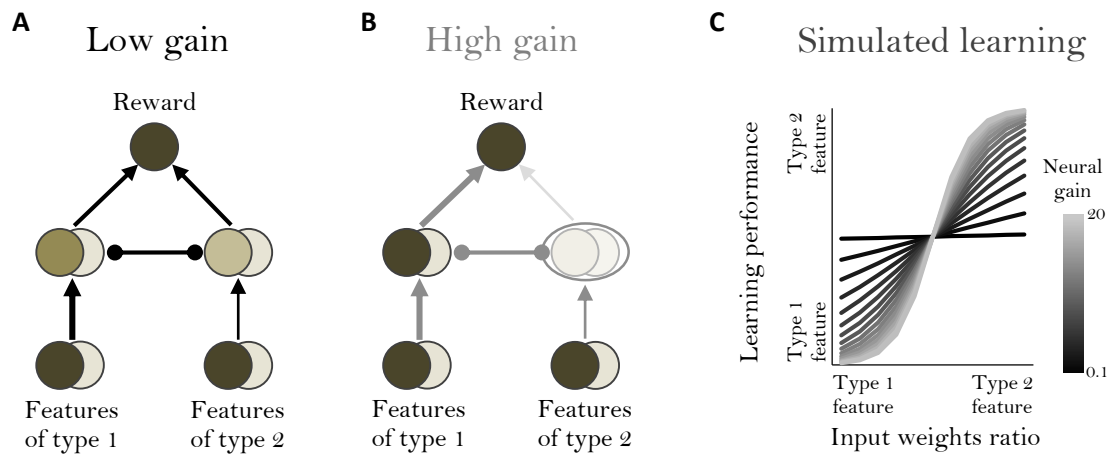 A
Low gain
Reward
Features
of type 1
Features
of type 2
B
High gain
Reward
Features
of type 1
Features
of type 2
C
Simulated learning
Learning performance
Type 2
feature
Type 1
feature
Type 1
feature
Type 2
feature
Input weights ratio
Neural
gain
20
0.1